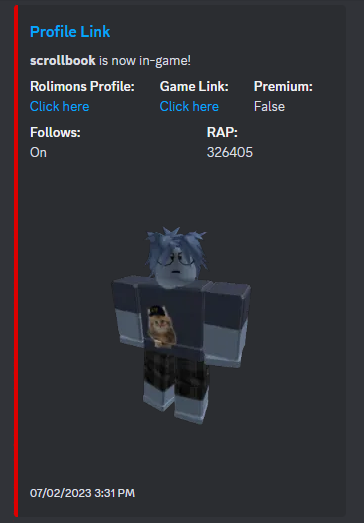 Profile Link
scrollbook is now in-game!
Rolimons Profile: Game Link: Premium:
Click here Click here False
Follows: RAP:
On 326405
07/02/2023 3:31 PM